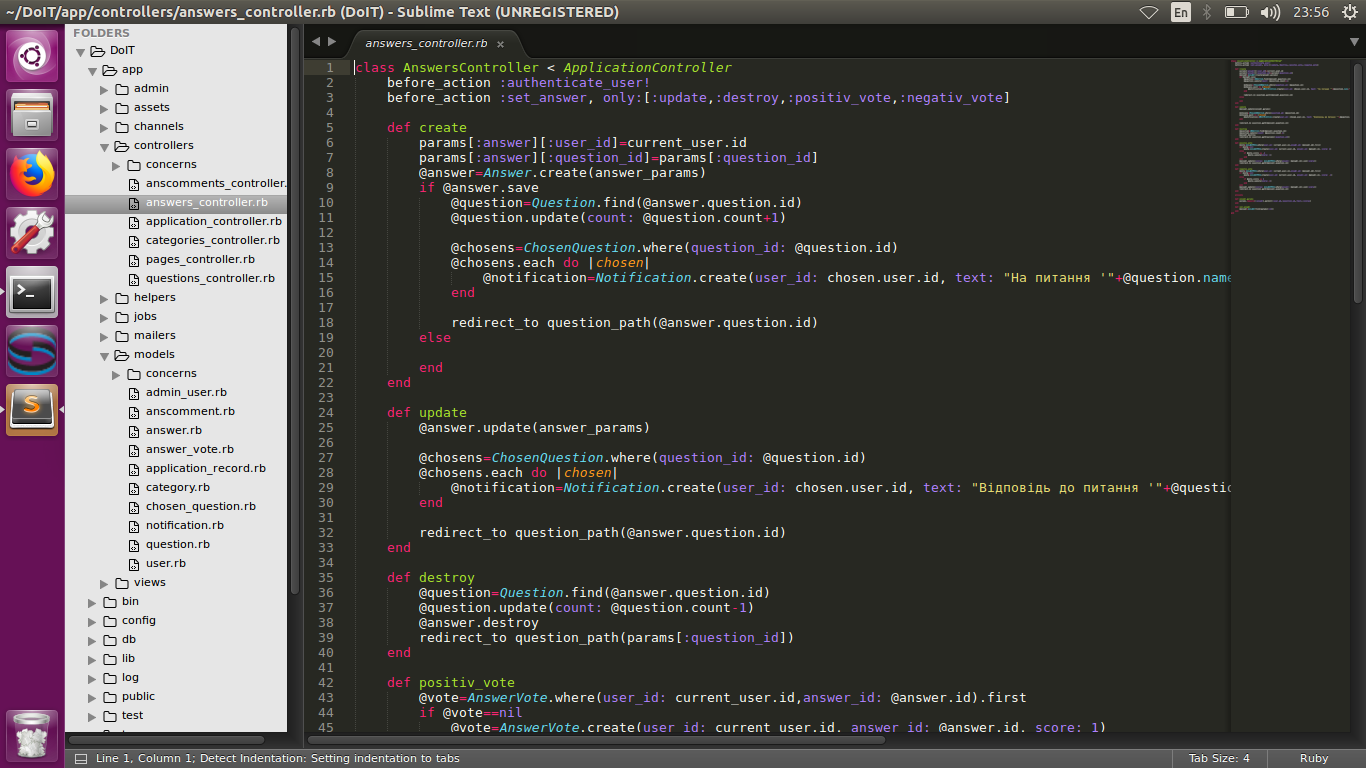 ~/DoIT/app/controllers/answers_controller.rb (DoIT) - Sublime Text (UNREGISTERED)
En
23:56
FOLDERS
DoIT
app
admin
assets
channels
controllers
concerns
anscomments_controller.
answers_controller.rb
application_controller.rb
categories_controller.rb
pages_controller.rb
questions_controller.rb
helpers
jobs
mailers
models
concerns
admin_user.rb
anscomment.rb
answer.rb
answer_vote.rb
application_record.rb
category.rb
chosen_question.rb
notification.rb
question.rb
user.rb
views
bin
config
db
lib
log
public
test
answers_controller.rb ×
1 class AnswersController < ApplicationController
2 before_action :authenticate_user!
3 before_action :set_answer, only:[:update,:destroy,:positiv_vote,:negativ_vote]
4
5 def create
6 params[:answer][:user_id]=current_user.id
7 params[:answer][:question_id]=params[:question_id]
8 @answer=Answer.create(answer_params)
9 if @answer.save
10 @question=Question.find(@answer.question.id)
11 @question.update(count: @question.count+1)
12
13 @chosens=ChosenQuestion.where(question_id: @question.id)
14 @chosens.each do |chosen|
15 @notification=Notification.create(user_id: chosen.user.id, text: "На питання '"+@question.name
16 end
17
18 redirect_to question_path(@answer.question.id)
19 else
20
21 end
22 end
23
24 def update
25 @answer.update(answer_params)
26
27 @chosens=ChosenQuestion.where(question_id: @question.id)
28 @chosens.each do |chosen|
29 @notification=Notification.create(user_id: chosen.user.id, text: "Відповідь до питання '"+@questio
30 end
31
32 redirect_to question_path(@answer.question.id)
33 end
34
35 def destroy
36 @question=Question.find(@answer.question.id)
37 @question.update(count: @question.count-1)
38 @answer.destroy
39 redirect_to question_path(params[:question_id])
40 end
41
42 def positiv_vote
43 @vote=AnswerVote.where(user_id: current_user.id,answer_id: @answer.id).first
44 if @vote==nil
45 @vote=AnswerVote.create(user_id: current_user.id, answer_id: @answer.id, score: 1)
Line 1, Column 1; Detect Indentation: Setting indentation to tabs
Tab Size: 4
Ruby